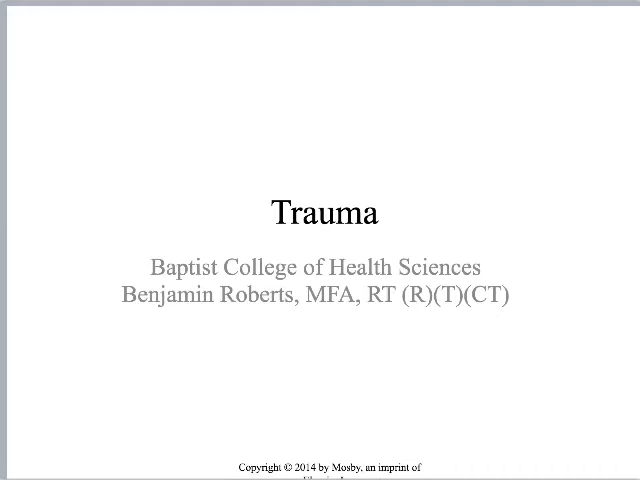 Trauma
Baptist College of Health Sciences
Benjamin Roberts, MFA, RT (R)(T)(CT)
Copyright © 2014 by Mosby, an imprint of